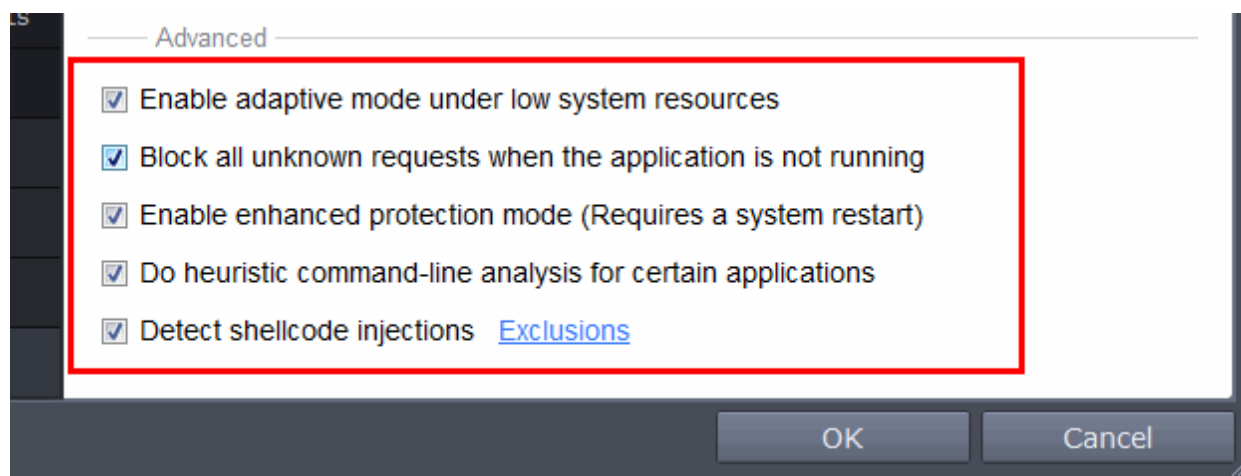 Advanced
Enable adaptive mode under low system resources
Block all unknown requests when the application is not running
Enable enhanced protection mode (Requires a system restart)
Do heuristic command-line analysis for certain applications
Detect shellcode injections Exclusions
OK Cancel